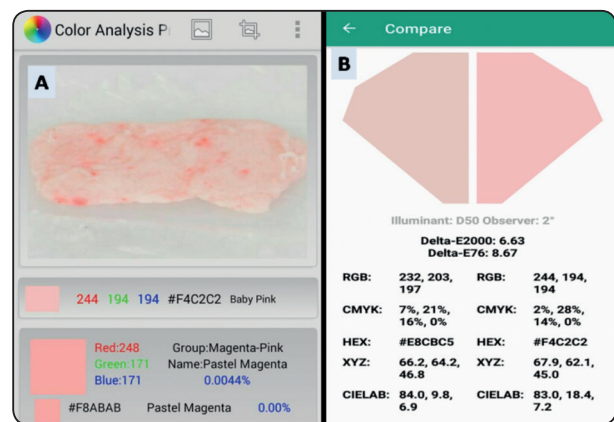 Color Analysis P
A
244 194 194 #F4C2C2 Baby Pink
Red:248 Group:Magenta-Pink
Green:171 Name:Pastel Magenta
Blue:171 0.0044%
#F8ABAB Pastel Magenta 0.00%
Compare
B
Illuminant: D50 Observer: 2°
Delta-E2000: 6.63
Delta-E76: 8.67
RGB: 232, 203, 197 RGB: 244, 194, 194
CMYK: 7%, 21%, 16%, 0% CMYK: 2%, 28%, 14%, 0%
HEX: #E8CBC5 HEX: #F4C2C2
XYZ: 66.2, 64.2, 46.8 XYZ: 67.9, 62.1, 45.0
CIELAB: 84.0, 9.8, 6.9 CIELAB: 83.0, 18.4, 7.2